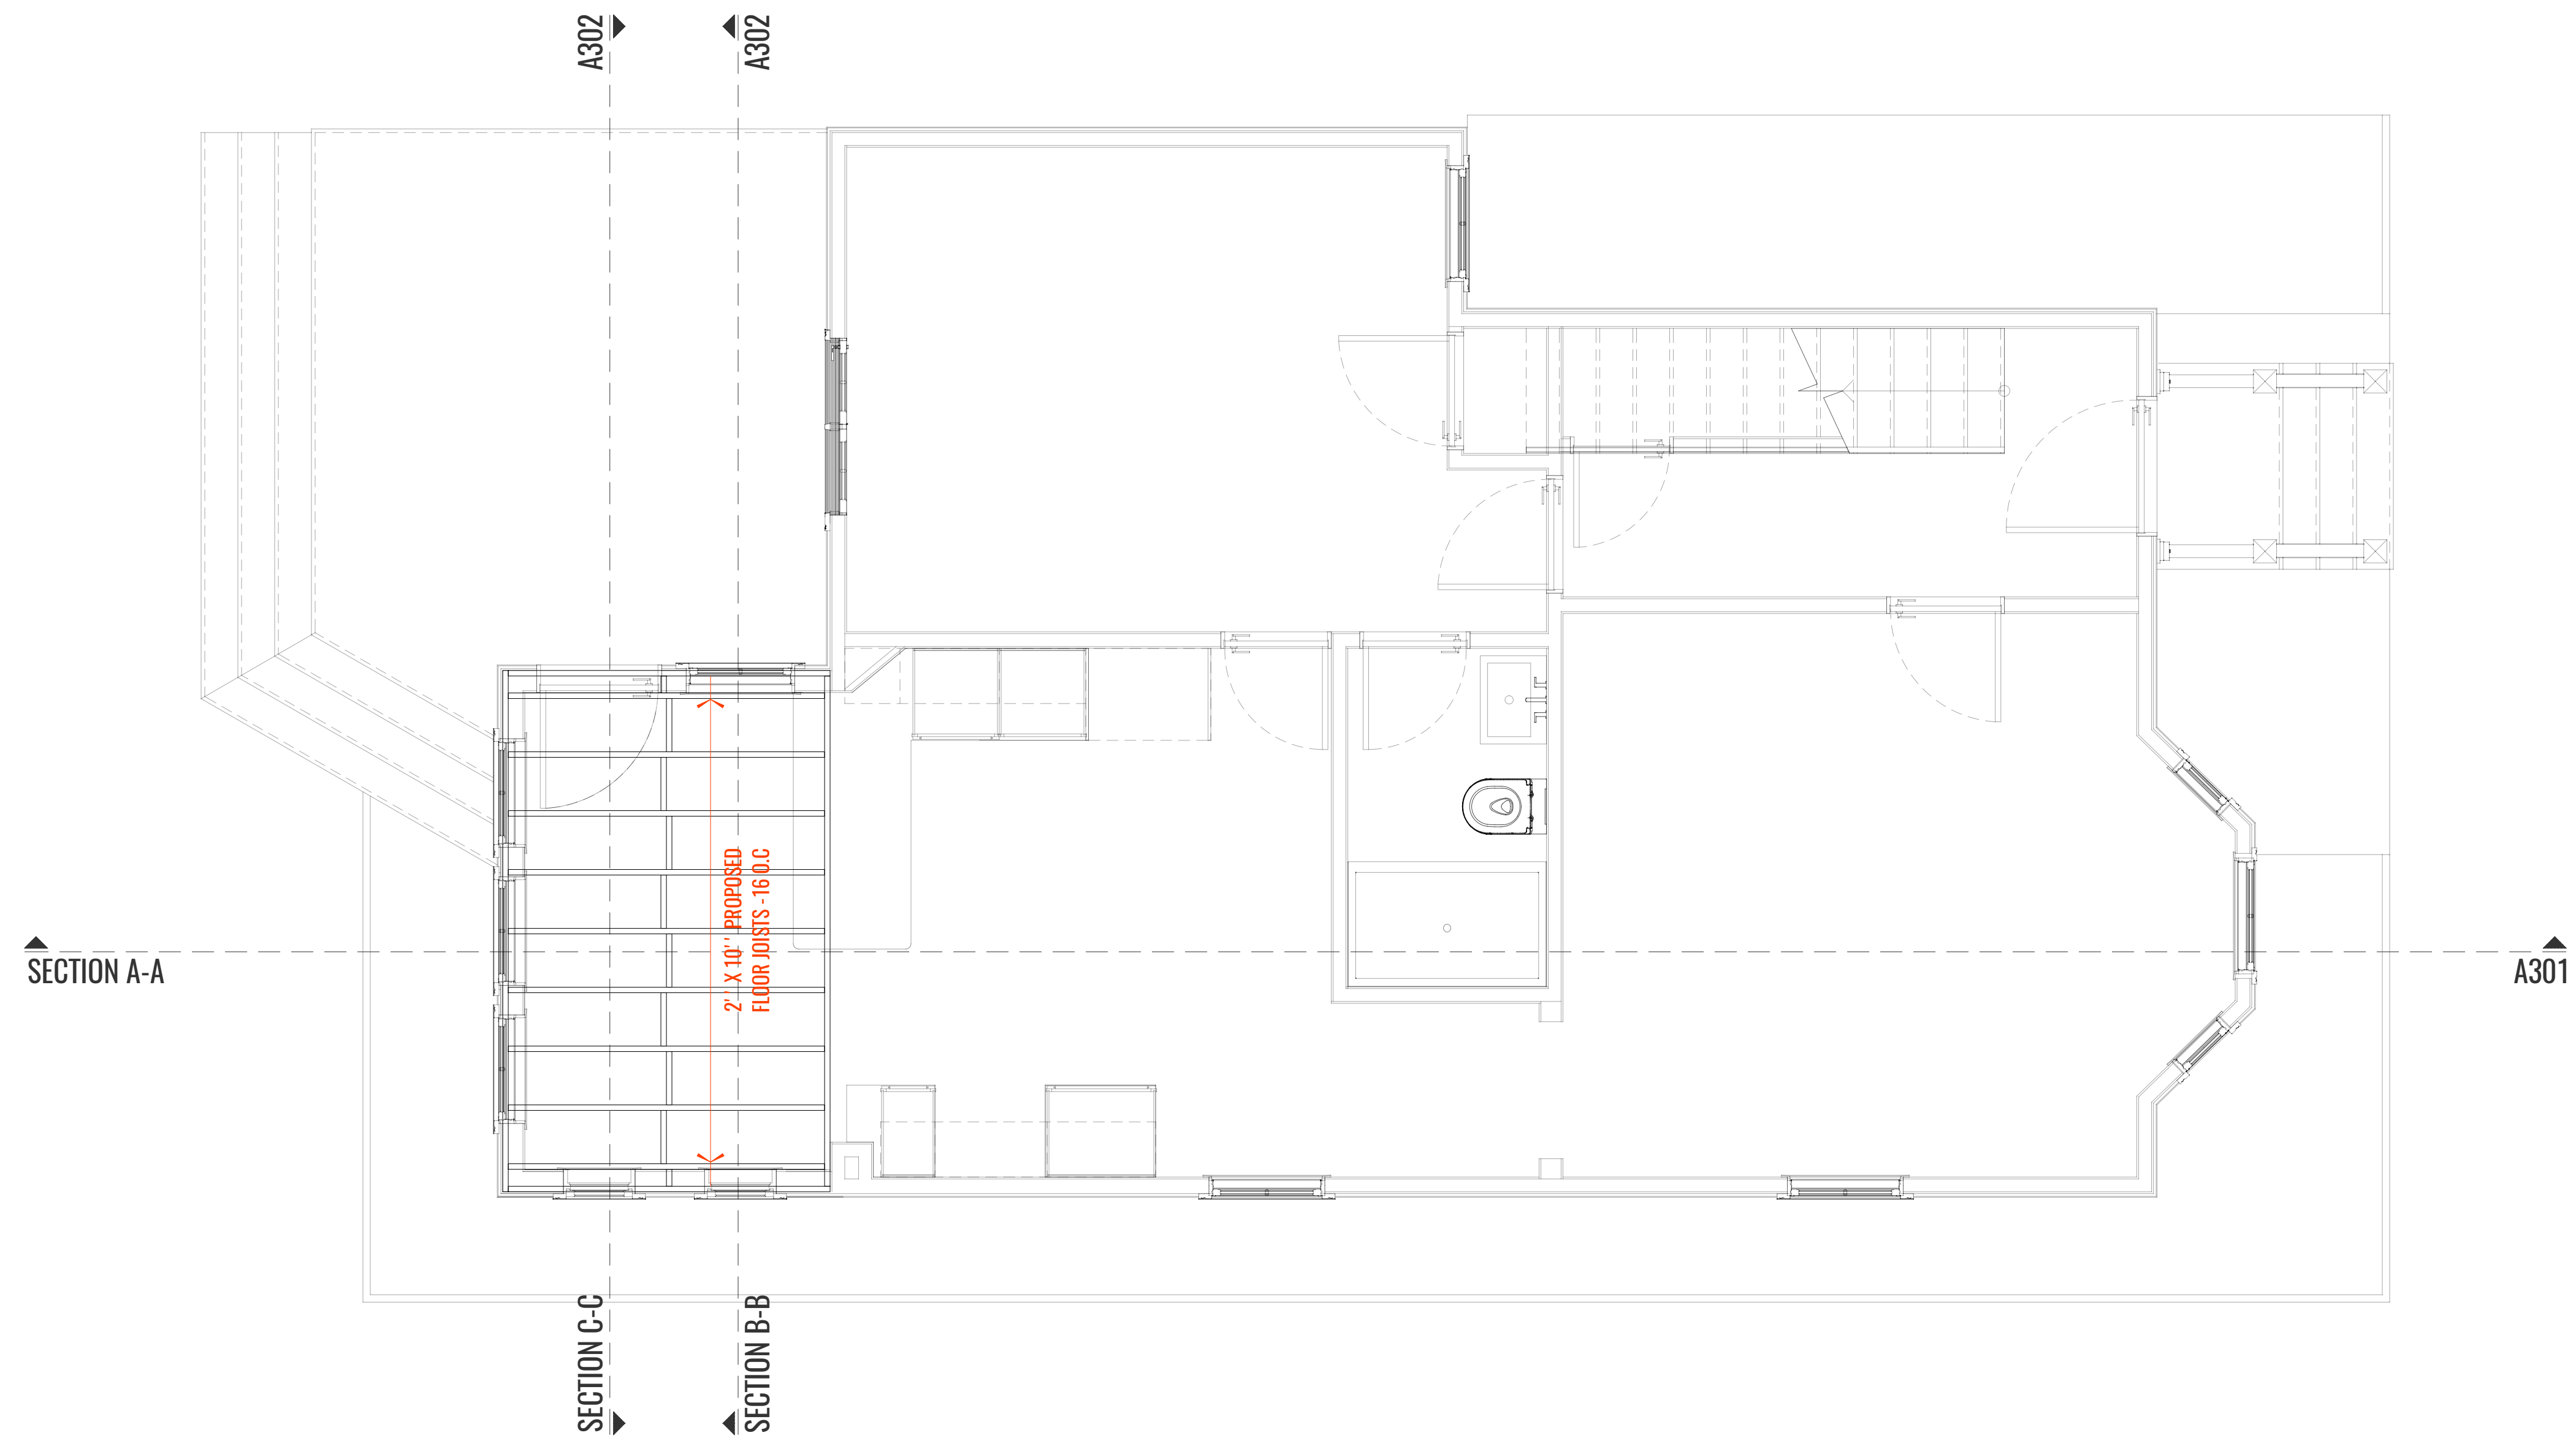 A302
A302
2'' X 10'' PROPOSED
FLOOR JOISTS - 16 O.C
SECTION A-A
A301
SECTION C-C
SECTION B-B